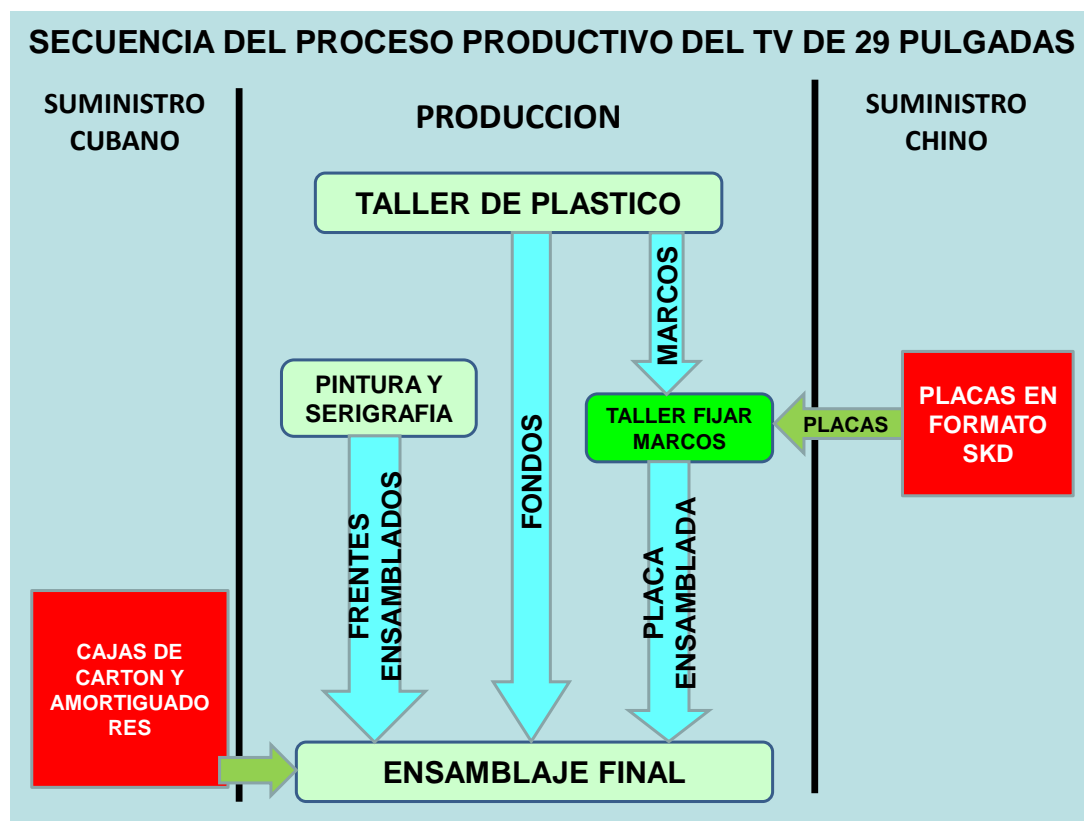 SECUENCIA DEL PROCESO PRODUCTIVO DEL TV DE 29 PULGADAS
SUMINISTRO
CUBANO
PRODUCCION
SUMINISTRO
CHINO
TALLER DE PLASTICO
MARCOS
PINTURA Y
SERIGRAFIA
TALLER FIJAR
MARCOS
PLACAS
PLACAS EN
FORMATO
SKD
FRENTES
ENSAMBLADOS
FONDOS
PLACA
ENSAMBLADA
CAJAS DE
CARTON Y
AMORTIGUADO
RES
ENSAMBLAJE FINAL